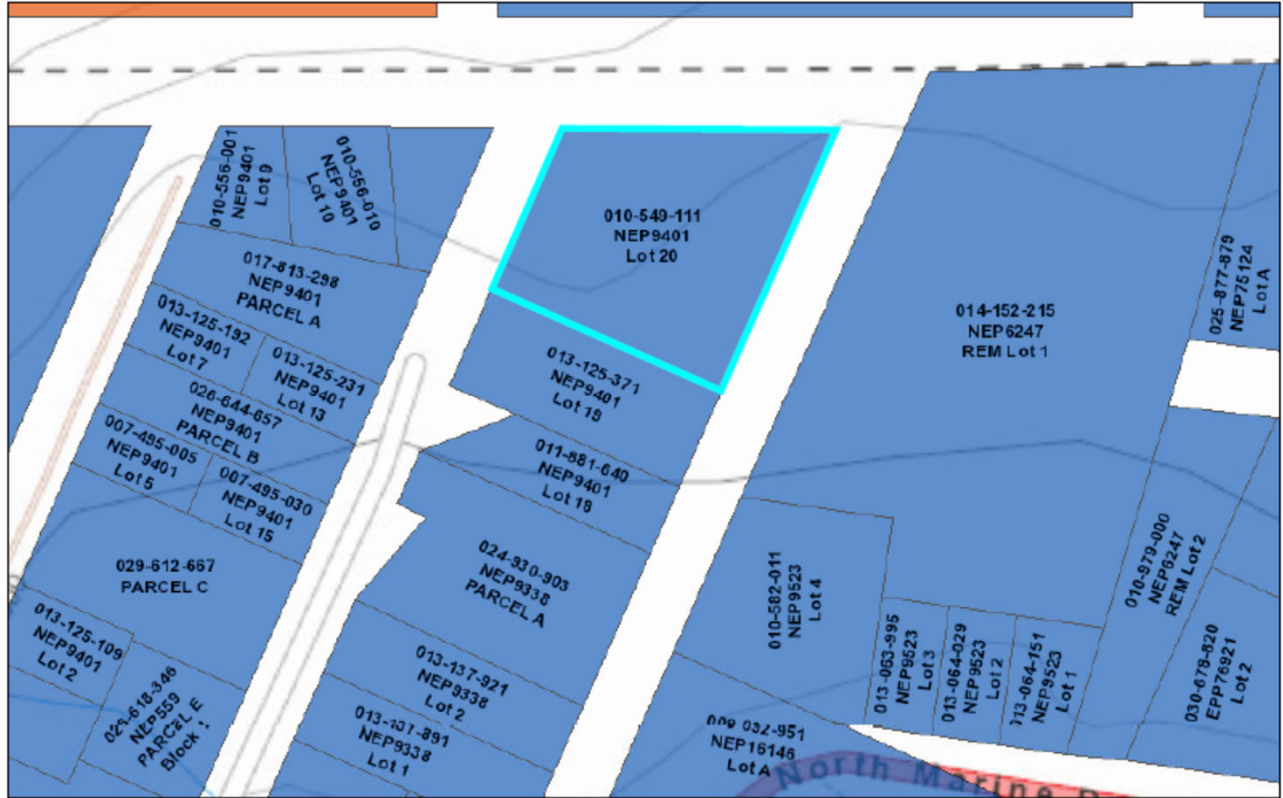 010-556-001
NEP9401
Lot 9
010-556-010
NEP9401
Lot 10
010-549-111
NEP9401
Lot 20
017-813-298
NEP9401
PARCEL A
013-125-192
NEP9401
Lot 7
013-125-231
NEP9401
Lot 13
026-644-657
NEP9401
PARCEL B
007-495-005
NEP9401
Lot 5
007-495-030
NEP9401
Lot 15
029-612-667
PARCEL C
013-125-109
NEP9401
Lot 2
NEP559
PARCEL E
Block
013-125-371
NEP9401
Lot 19
011-881-640
NEP9401
Lot 18
024-930-903
NEP9338
PARCEL A
013-137-921
NEP9338
Lot 2
013-137-891
NEP9338
Lot 1
014-152-215
NEP6247
REM Lot 1
025-877-879
NEP75124
Lot A
010-979-000
NEP6247
REM Lot 2
010-582-011
NEP9523
Lot 4
013-063-995
NEP9523
Lot 3
013-064-029
NEP9523
Lot 2
013-064-151
NEP9523
Lot 1
030-678-820
EPP76921
Lot 2
009-032-951
NEP16146
Lot A
North Marine